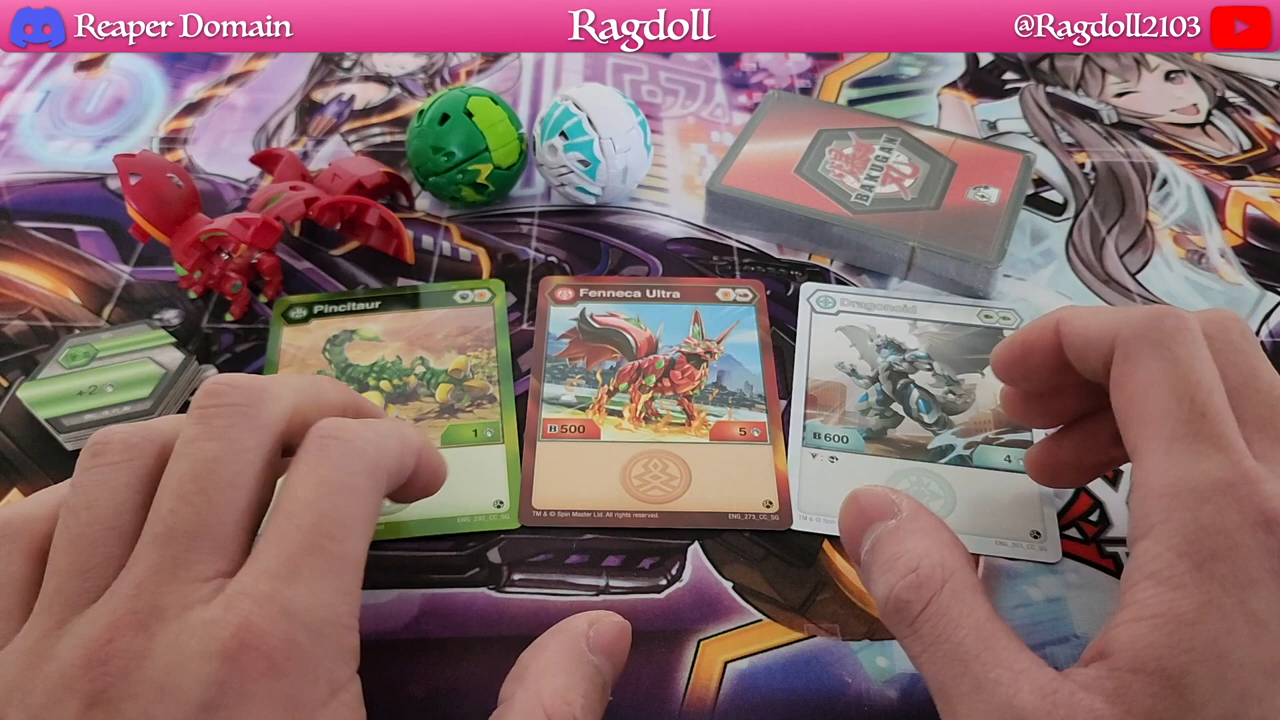 Reaper Domain
Ragdoll
@Ragdoll2103
BAKUGAN
Pincitaur
Fenneca Ultra
Dragonoid
+2
1
B 500
5
B 600
4
TM & © Spin Master Ltd. All rights reserved.
ENG_273_CC_SG